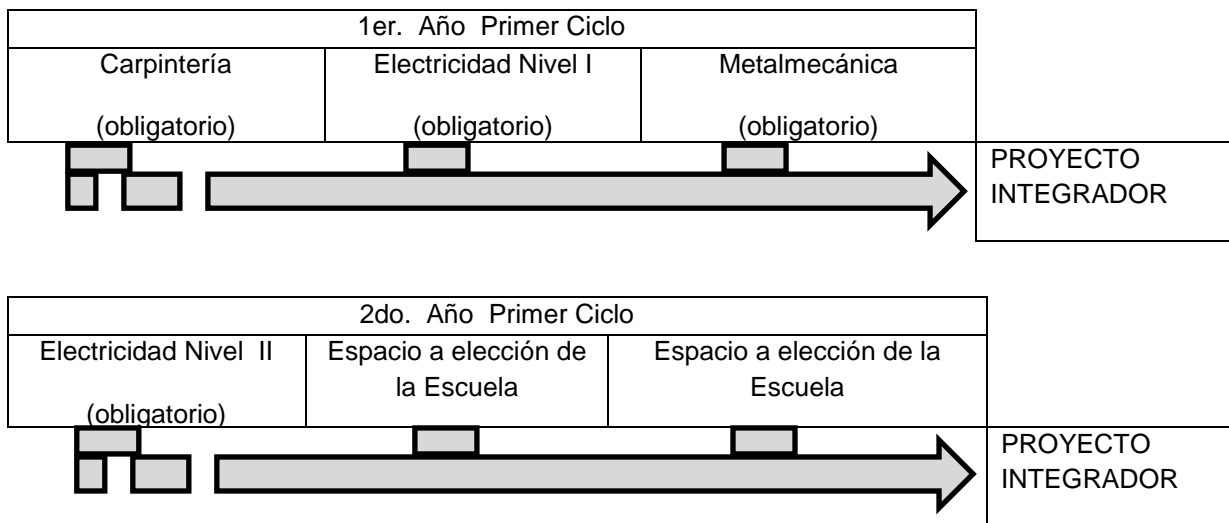 1er. Año Primer Ciclo
Carpintería
(obligatorio)
Electricidad Nivel I
(obligatorio)
Metalmecánica
(obligatorio)
PROYECTO
INTEGRADOR
2do. Año Primer Ciclo
Electricidad Nivel II
(obligatorio)
Espacio a elección de
la Escuela
Espacio a elección de la
Escuela
PROYECTO
INTEGRADOR